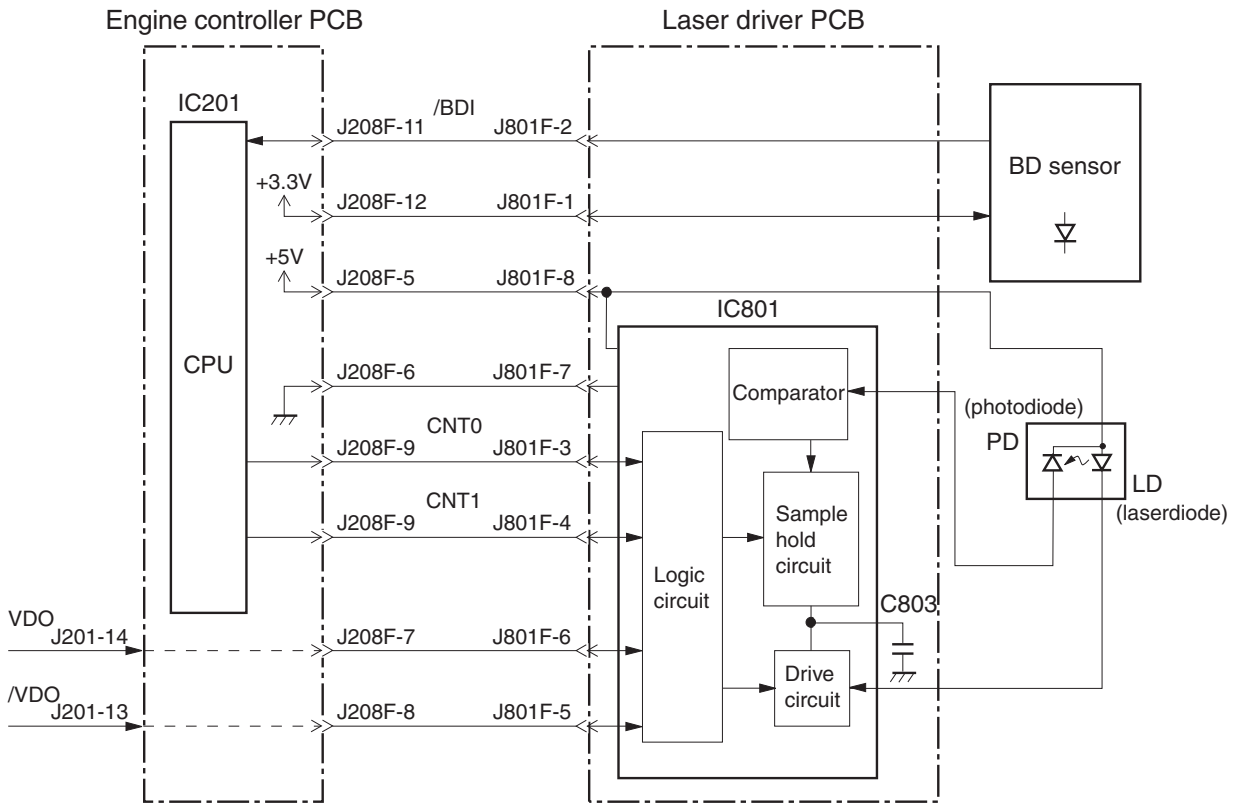 Engine controller PCB
Laser driver PCB
IC201
/BDI
J208F-11
J801F-2
BD sensor
+3.3V
J208F-12
J801F-1
+5V
J208F-5
J801F-8
IC801
CPU
J208F-6
J801F-7
Comparator
(photodiode)
PD
CNT0
J208F-9
J801F-3
LD
(laserdiode)
CNT1
J208F-9
J801F-4
Sample
hold
circuit
Logic
circuit
C803
VDO
J201-14
J208F-7
J801F-6
Drive
circuit
/VDO
J201-13
J208F-8
J801F-5